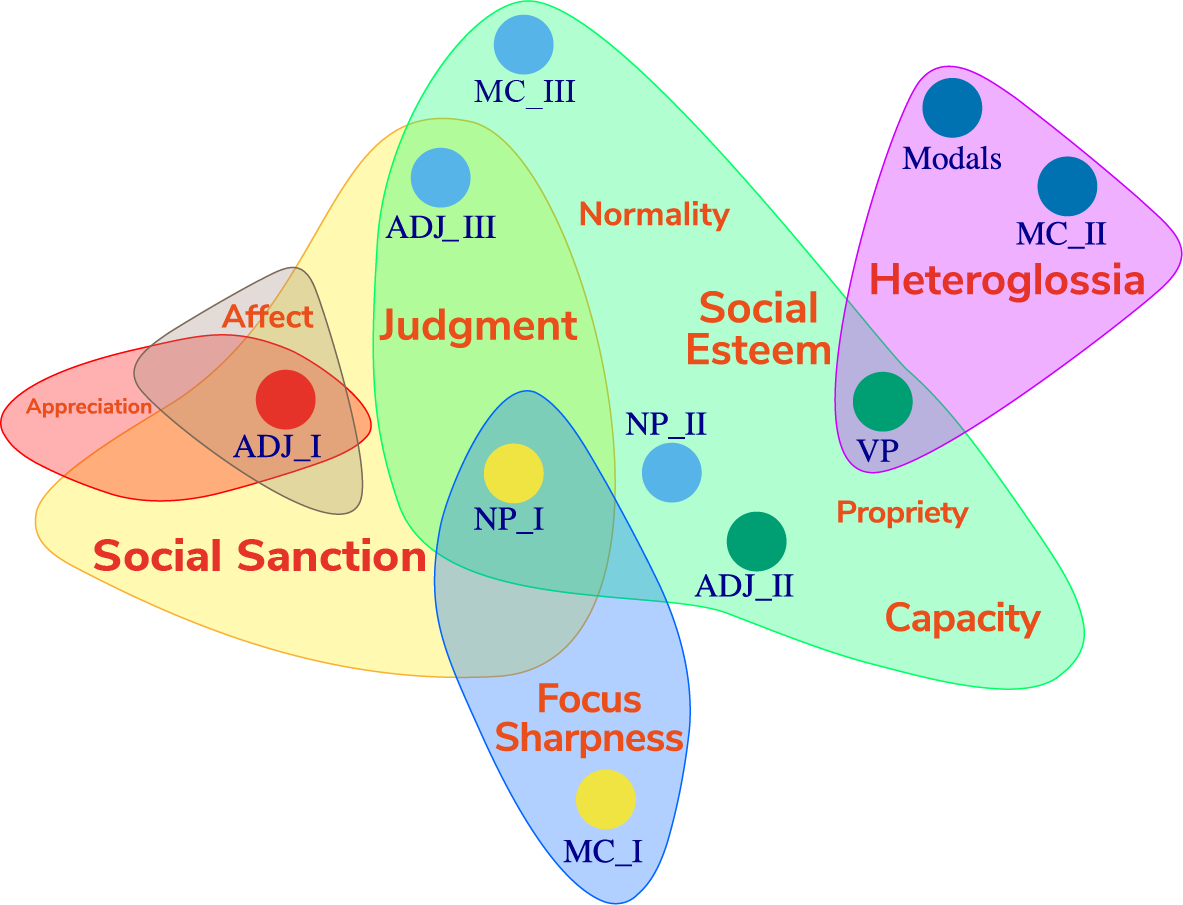 MC_III
Modals
ADJ_III
Normality
MC_II
Heteroglossia
Affect
Judgment
Social
Esteem
Appreciation
ADJ_I
NP_II
VP
NP_I
Propriety
Social Sanction
ADJ_II
Capacity
Focus
Sharpness
MC_I